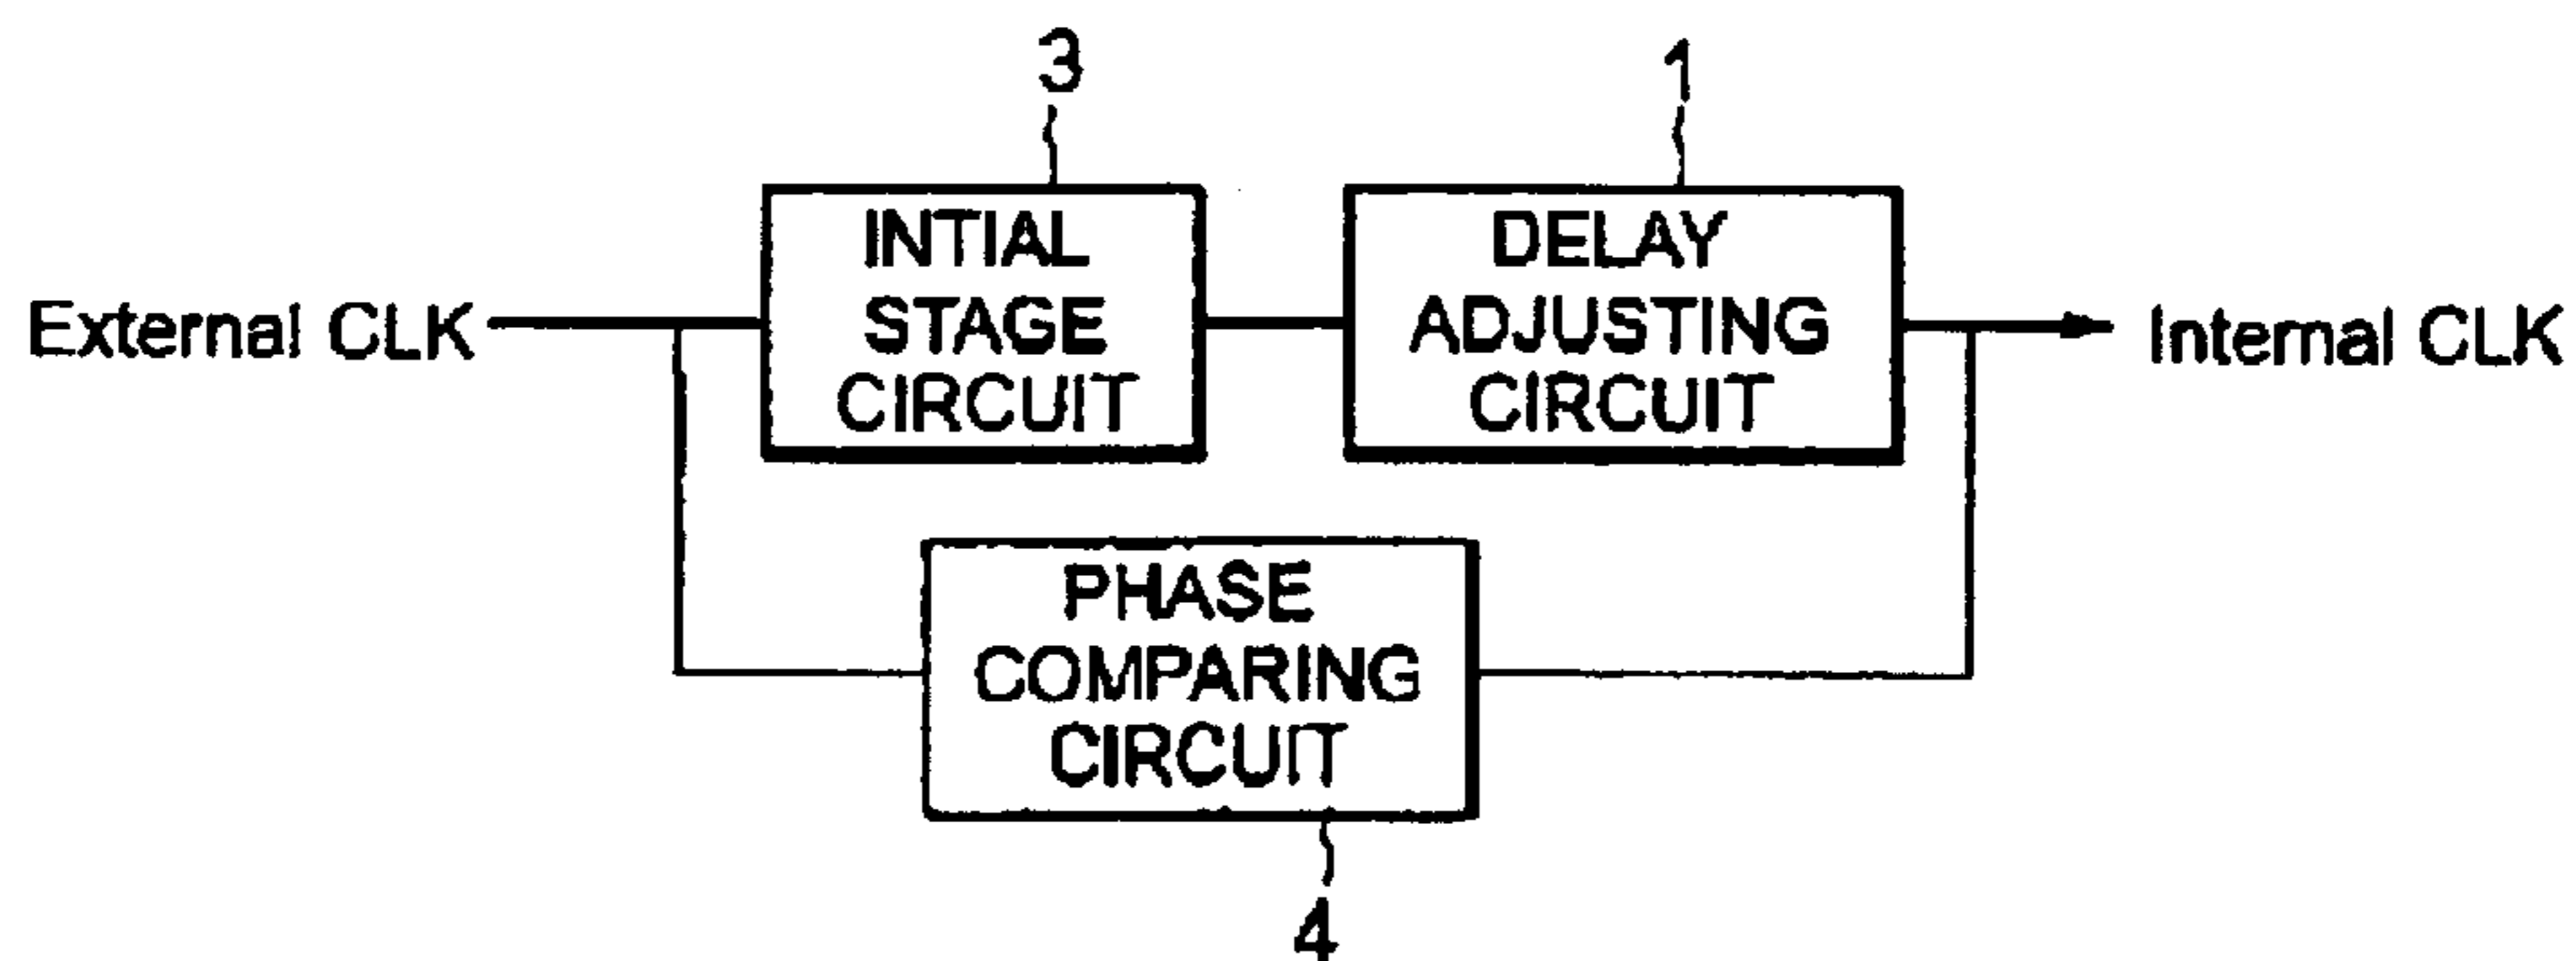 3
1
INTIAL
STAGE
CIRCUIT
DELAY
ADJUSTING
CIRCUIT
External CLK
Internal CLK
PHASE
COMPARING
CIRCUIT
4